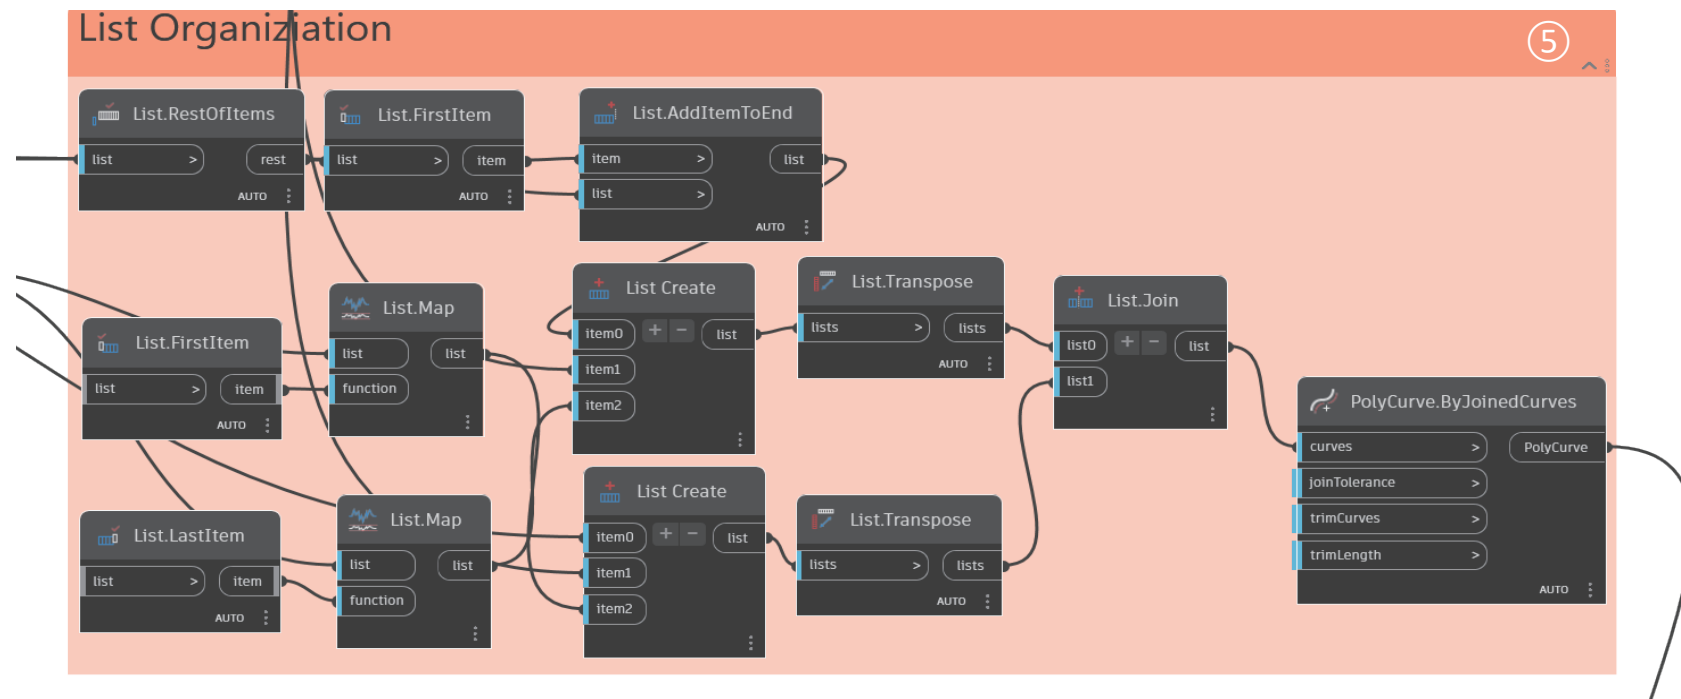 List Organiziation
⑤
List.RestOfItems
list > rest
AUTO
List.FirstItem
list > item
AUTO
List.AddItemToEnd
item > list
list >
AUTO
List.FirstItem
list > item
AUTO
List.Map
list list
function
List Create
item0 + - list
item1
item2
List.Transpose
lists > lists
AUTO
List.Join
list0 + - list
list1
PolyCurve.ByJoinedCurves
curves > PolyCurve
joinTolerance >
trimCurves >
trimLength >
AUTO
List.LastItem
list > item
AUTO
List.Map
list list
function
List Create
item0 + - list
item1
item2
List.Transpose
lists > lists
AUTO